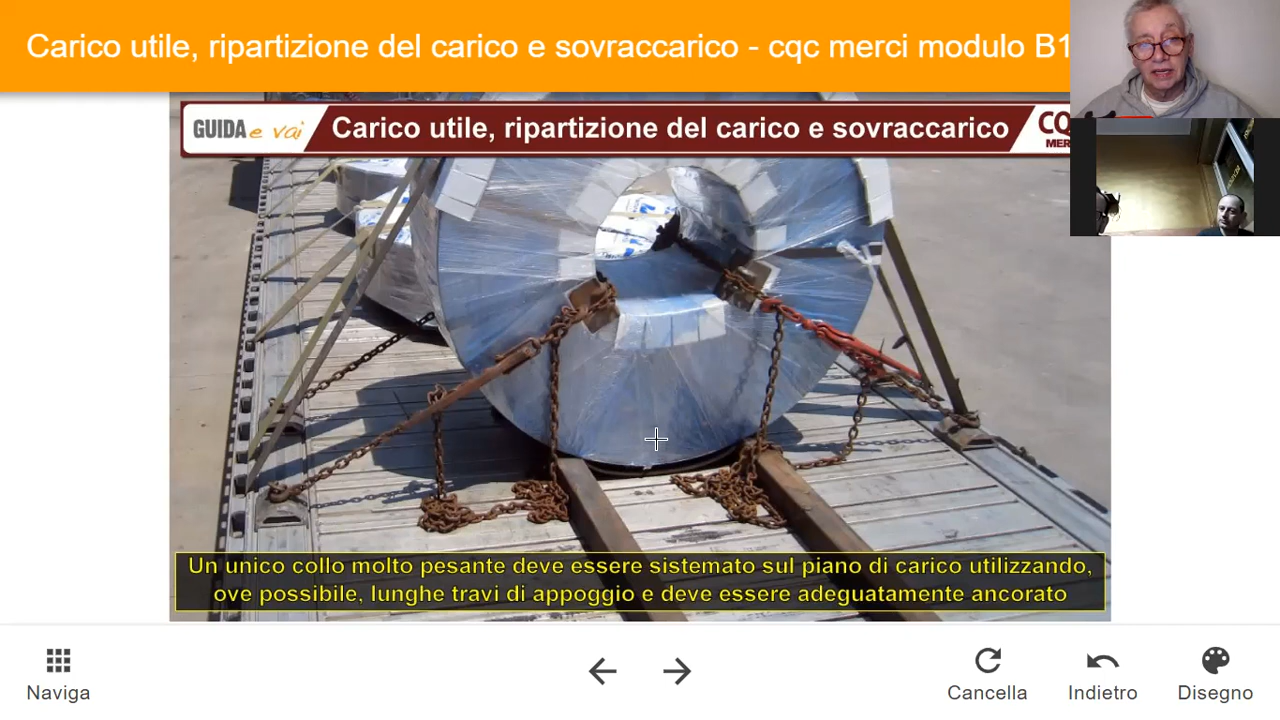 Carico utile, ripartizione del carico e sovraccarico - cqc merci modulo B1
GUIDA e vai
Carico utile, ripartizione del carico e sovraccarico
CQ
MER
Un unico collo molto pesante deve essere sistemato sul piano di carico utilizzando,
ove possibile, lunghe travi di appoggio e deve essere adeguatamente ancorato
Naviga
Cancella
Indietro
Disegno